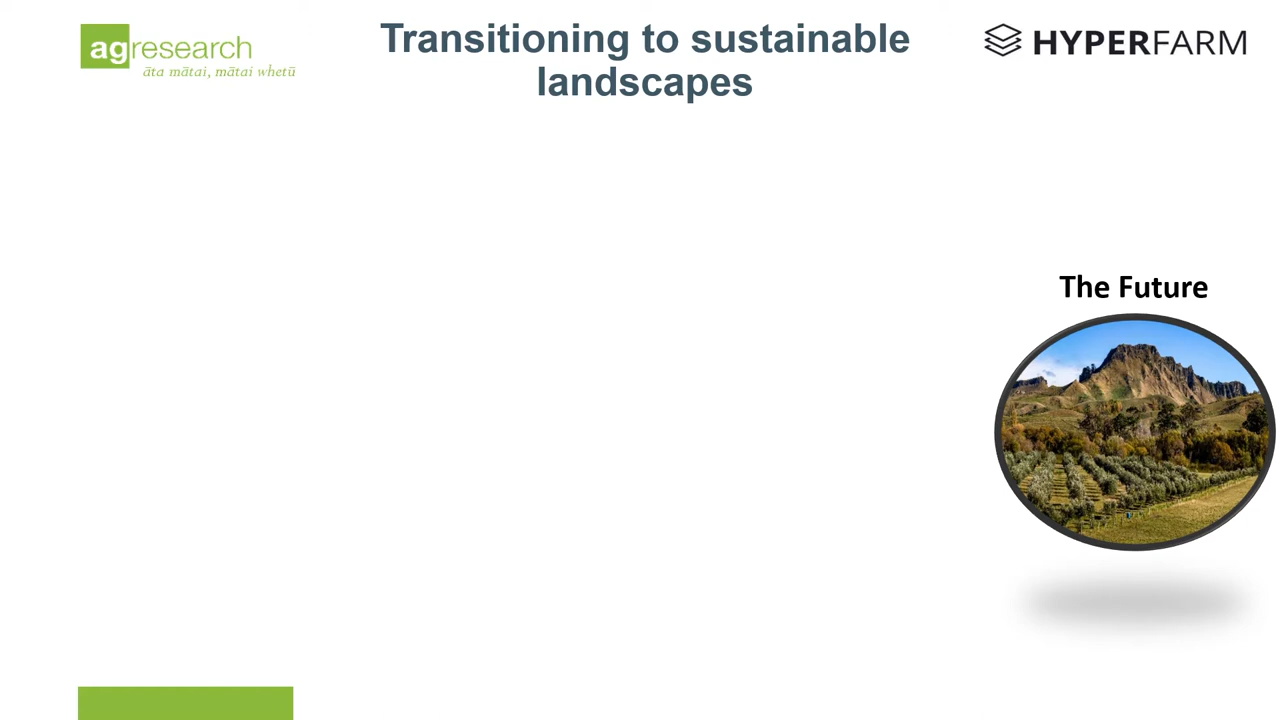 agresearch
āta mātai, mātai whetū
Transitioning to sustainable
landscapes
HYPERFARM
The Future